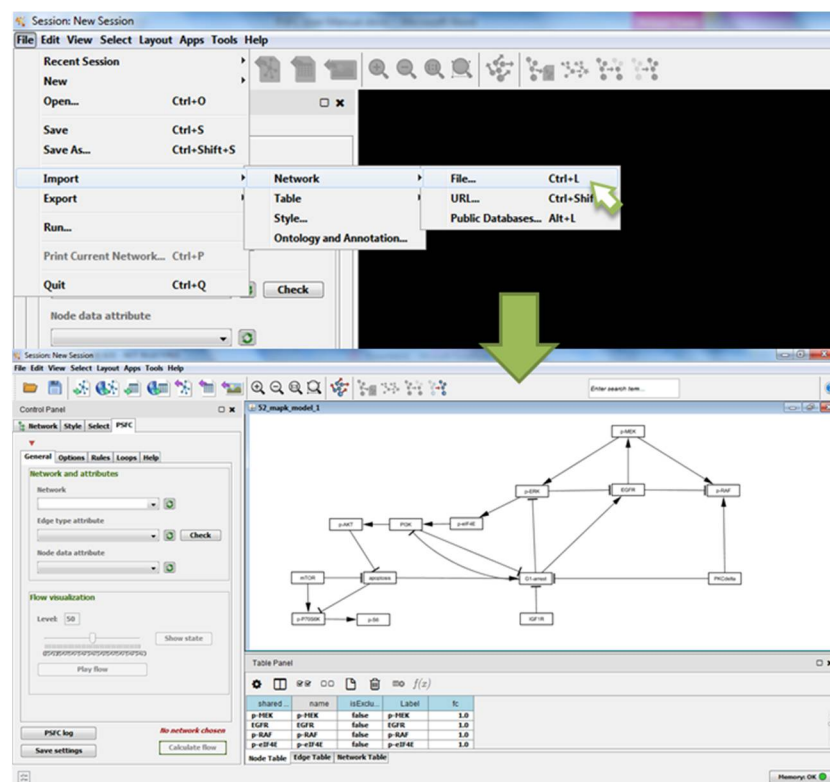 Session: New Session
File Edit View Select Layout Apps Tools Help
Recent Session
New
Open... Ctrl+O
Save Ctrl+S
Save As... Ctrl+Shift+S
Import
Network
File... Ctrl+L
Export
Table
URL... Ctrl+Shif
Style...
Public Databases... Alt+L
Run...
Ontology and Annotation...
Print Current Network... Ctrl+P
Quit Ctrl+Q
Check
Node data attribute
Session: New Session
File Edit View Select Layout Apps Tools Help
Enter search term...
Control Panel
Network Style Select PSFC
General Options Rules Loops Help
Network and attributes
Network
Edge type attribute
Check
Node data attribute
Flow visualization
Level: 50
Show state
Play flow
PSFC log
No network chosen
Save settings
Calculate flow
52_mapk_model_1
p-MEK
p-ERK
EGFR
p-RAF
p-AKT
PI3K
p-eIF4E
mTOR
apoptosis
G1-arrest
PKCdelta
p-P70S6K
p-S6
IGF1R
Table Panel
f(x)
shared... name isExclu... Label fc
p-MEK p-MEK false p-MEK 1.0
EGFR EGFR false EGFR 1.0
p-RAF p-RAF false p-RAF 1.0
p-eIF4E p-eIF4E false p-eIF4E 1.0
Node Table Edge Table Network Table
Memory: OK